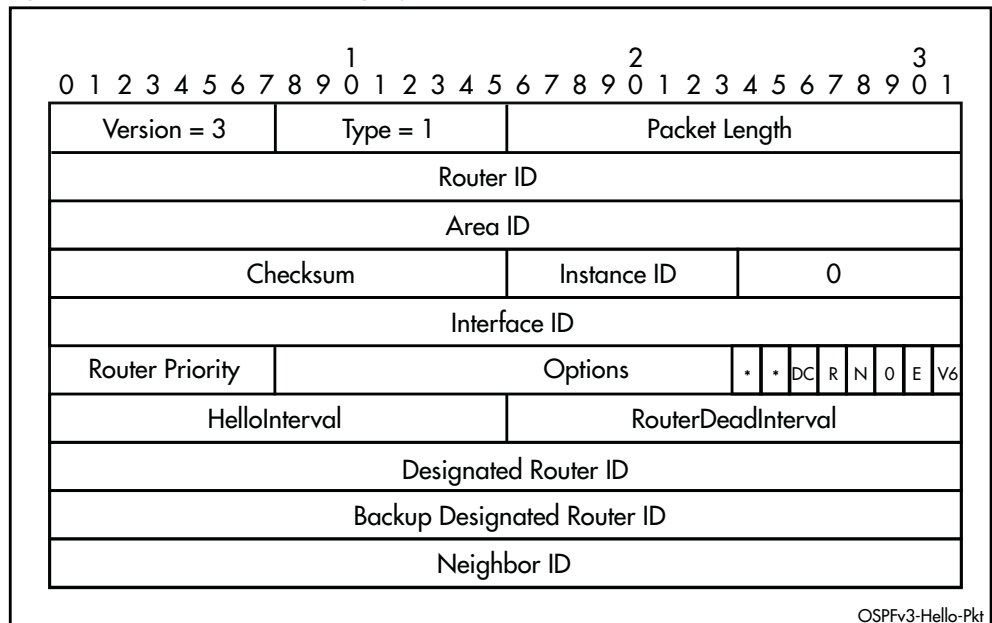 1 2 3
0 1 2 3 4 5 6 7 8 9 0 1 2 3 4 5 6 7 8 9 0 1 2 3 4 5 6 7 8 9 0 1
Version = 3 Type = 1 Packet Length
Router ID
Area ID
Checksum Instance ID 0
Interface ID
Router Priority Options * * DC R N 0 E V6
HelloInterval RouterDeadInterval
Designated Router ID
Backup Designated Router ID
Neighbor ID
OSPFv3-Hello-Pkt